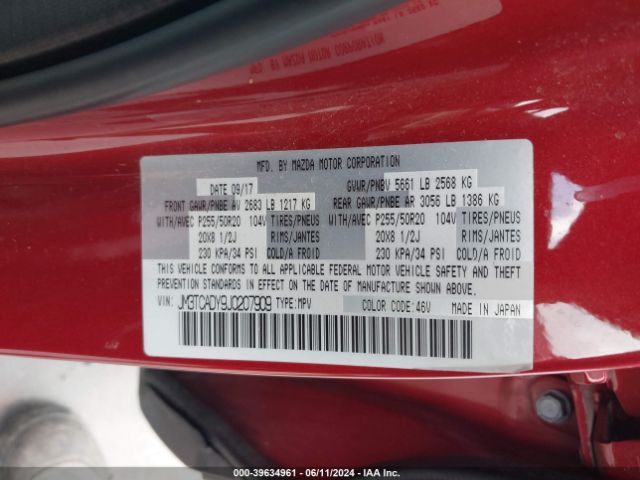 MFD. BY MAZDA MOTOR CORPORATION
DATE 09/17 GVWR/PNBV 5661 LB 2568 KG
FRONT GAWR/PNBE AV 2683 LB 1217 KG REAR GAWR/PNBE AR 3056 LB 1386 KG
WITH/AVEC P255/50R20 104V TIRES/PNEUS WITH/AVEC P255/50R20 104V TIRES/PNEUS
20X8 1/2J RIMS/JANTES 20X8 1/2J RIMS/JANTES
230 KPA/34 PSI COLD/A FROID 230 KPA/34 PSI COLD/A FROID
THIS VEHICLE CONFORMS TO ALL APPLICABLE FEDERAL MOTOR VEHICLE SAFETY AND THEFT
PREVENTION STANDARDS IN EFFECT ON THE DATE OF MANUFACTURE SHOWN ABOVE.
VIN: JM3TCADY9J0207909 TYPE:MPV COLOR CODE:46V MADE IN JAPAN
000-39634961 - 06/11/2024 - IAA Inc.